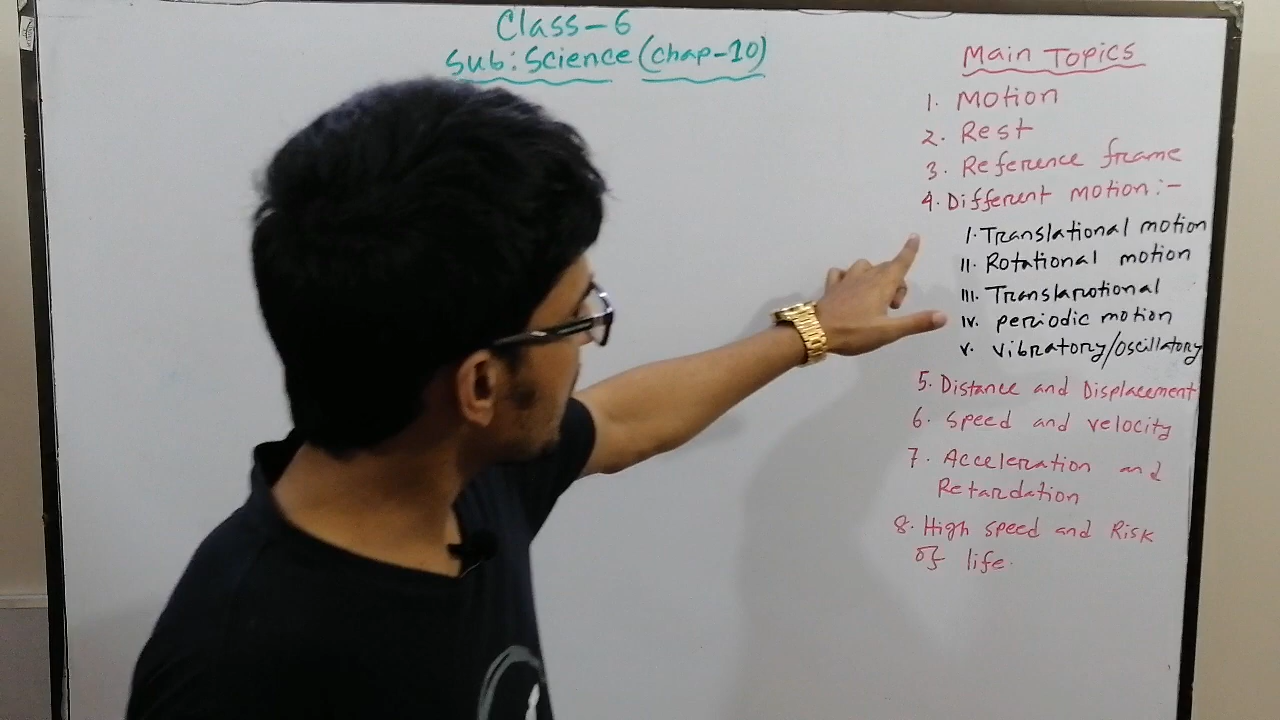 Class-6
Sub: Science (chap-10)
Main Topics
1. Motion
2. Rest
3. Reference frame
4. Different motion:-
I. Translational motion
II. Rotational motion
III. Translarotional
IV. periodic motion
V. vibratory/oscillatory
5. Distance and Displacement
6. Speed and velocity
7. Acceleration and
Retardation
8. High speed and Risk
of life.